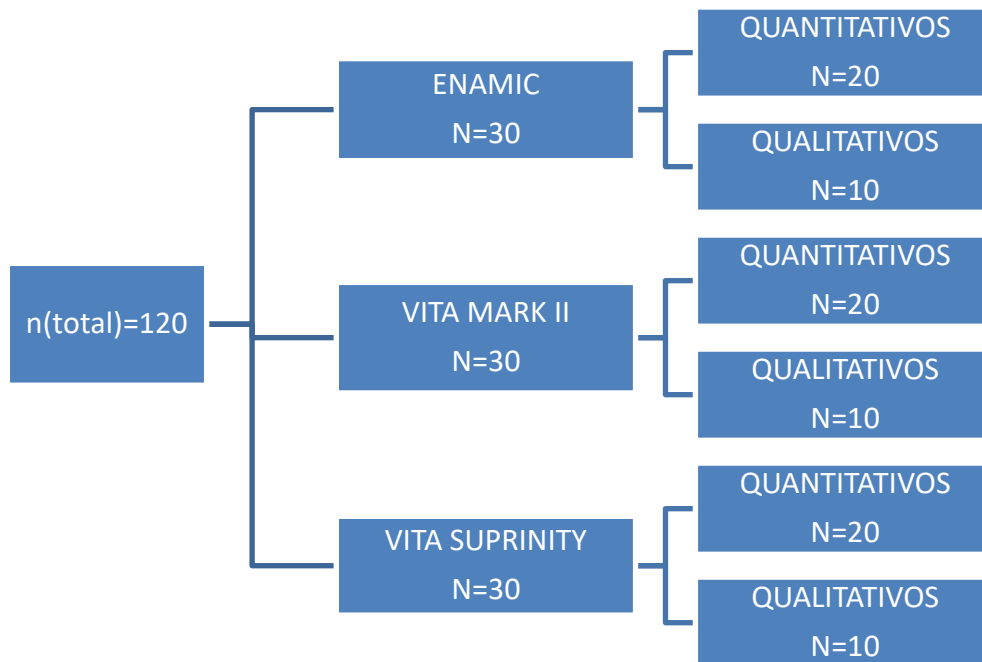 n(total)=120
ENAMIC
N=30
QUANTITATIVOS
N=20
QUALITATIVOS
N=10
VITA MARK II
N=30
QUANTITATIVOS
N=20
QUALITATIVOS
N=10
VITA SUPRINITY
N=30
QUANTITATIVOS
N=20
QUALITATIVOS
N=10